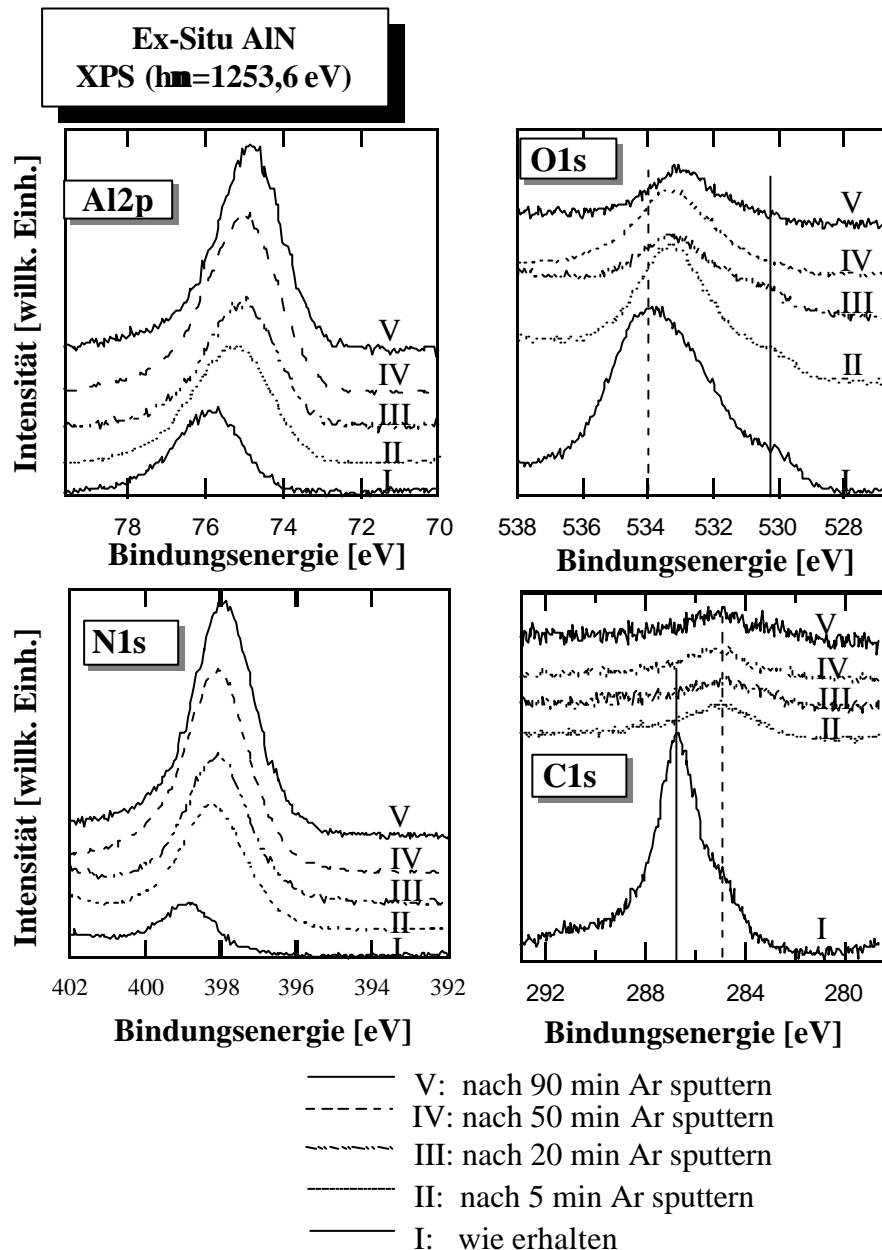 Ex-Situ AlN
XPS (hn=1253,6 eV)
Intensität [willk. Einh.]
Al2p
V
IV
III
II
I
78 76 74 72 70
Bindungsenergie [eV]
O1s
V
IV
III
II
I
538 536 534 532 530 528
Bindungsenergie [eV]
Intensität [willk. Einh.]
N1s
V
IV
III
II
I
402 400 398 396 394 392
Bindungsenergie [eV]
V
IV
III
II
C1s
I
292 288 284 280
Bindungsenergie [eV]
V: nach 90 min Ar sputtern
IV: nach 50 min Ar sputtern
III: nach 20 min Ar sputtern
II: nach 5 min Ar sputtern
I: wie erhalten